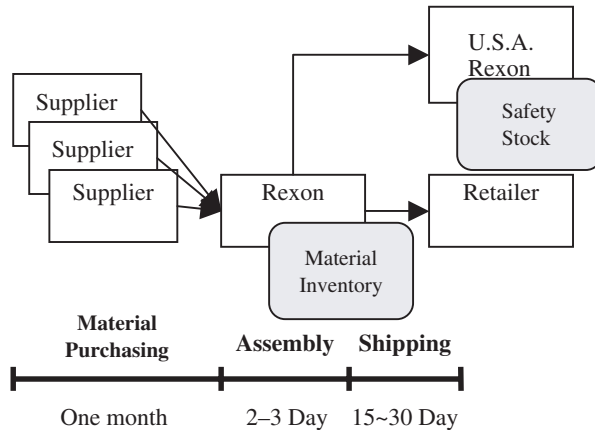 U.S.A.
Rexon
Safety
Stock
Supplier
Supplier
Supplier
Rexon
Retailer
Material
Inventory
Material
Purchasing
Assembly
Shipping
One month
2–3 Day
15~30 Day